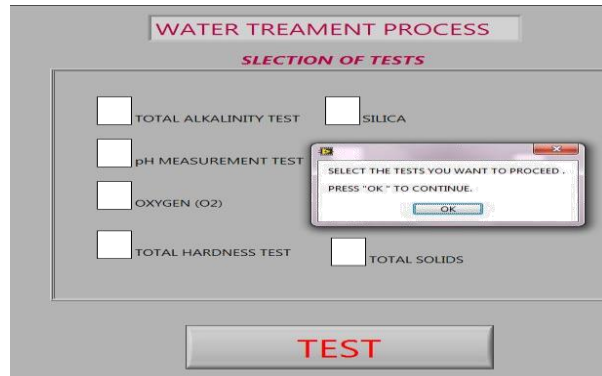 WATER TREAMENT PROCESS
SLECTION OF TESTS
TOTAL ALKALINITY TEST
SILICA
pH MEASUREMENT TEST
SELECT THE TESTS YOU WANT TO PROCEED .
PRESS "OK " TO CONTINUE.
OK
OXYGEN (O2)
TOTAL HARDNESS TEST
TOTAL SOLIDS
TEST